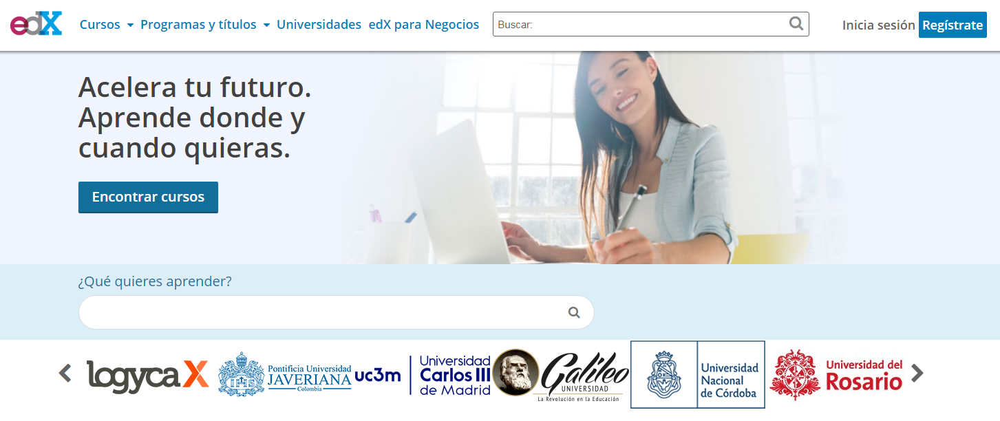 edX
Cursos
Programas y títulos
Universidades
edX para Negocios
Buscar:
Inicia sesión
Regístrate
Acelera tu futuro.
Aprende donde y
cuando quieras.
Encontrar cursos
¿Qué quieres aprender?
logyca X
Pontificia Universidad
JAVERIANA
Colombia
uc3m
Universidad
Carlos III
de Madrid
Galileo
UNIVERSIDAD
La Revolución en la Educación
Universidad
Nacional
de Córdoba
Universidad del
Rosario